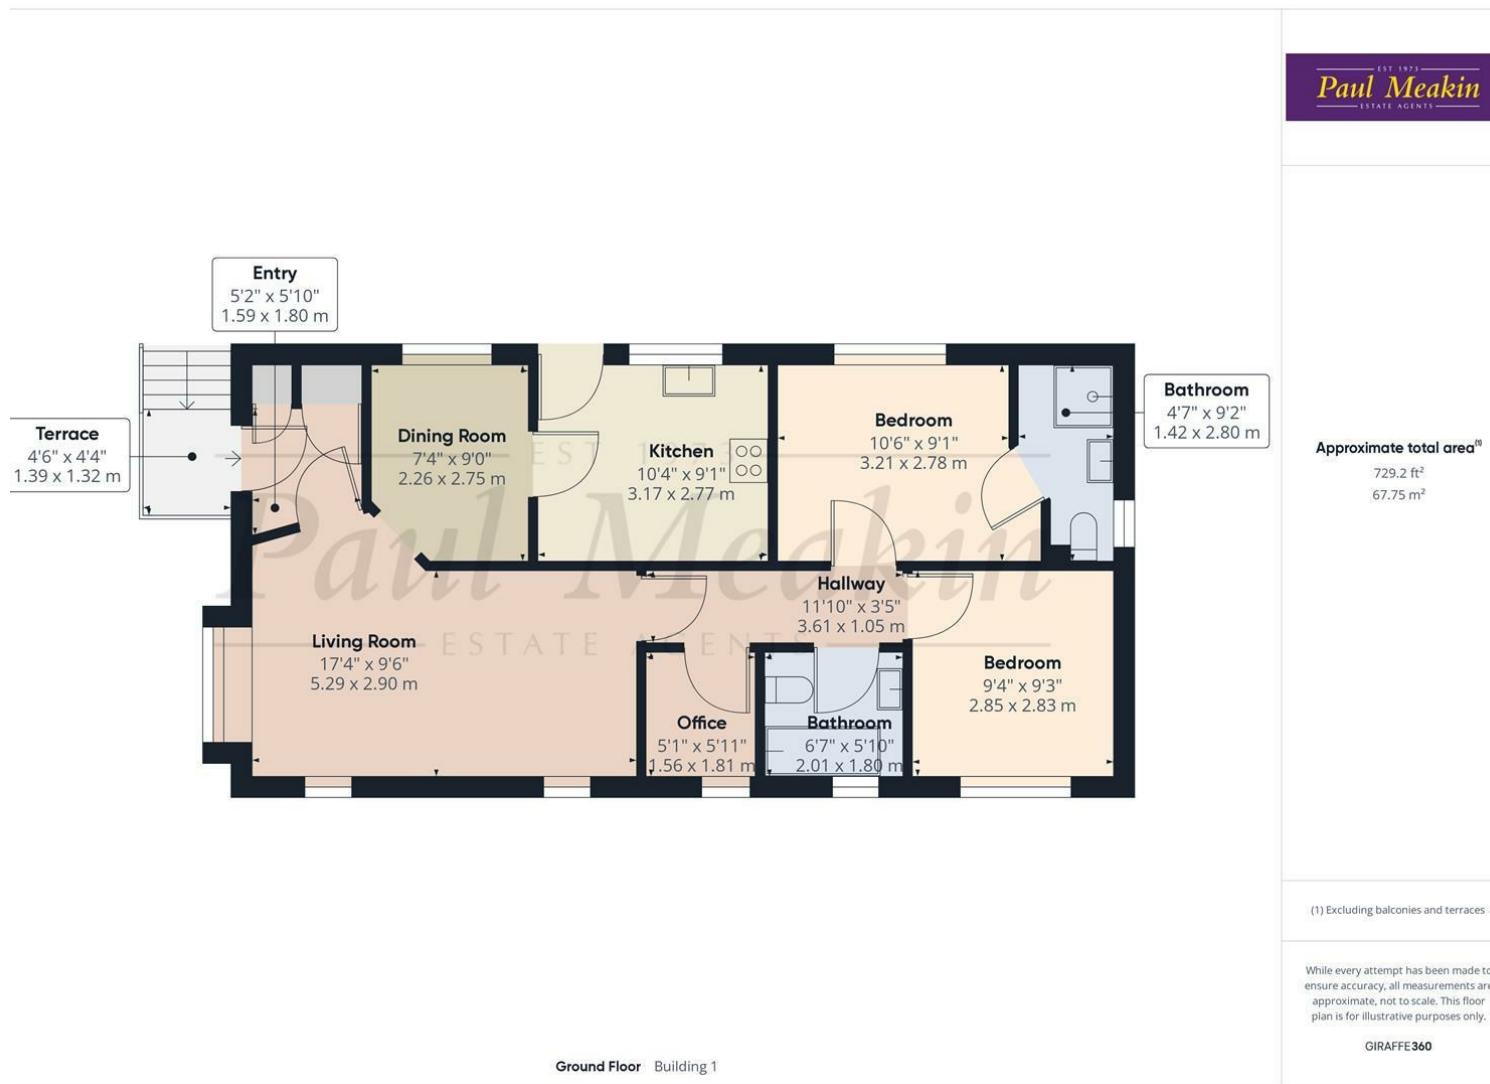 EST 1973
Paul Meakin
ESTATE AGENTS
Entry
5'2" x 5'10"
1.59 x 1.80 m
Terrace
4'6" x 4'4"
1.39 x 1.32 m
Dining Room
7'4" x 9'0"
2.26 x 2.75 m
Kitchen
10'4" x 9'1"
3.17 x 2.77 m
Bedroom
10'6" x 9'1"
3.21 x 2.78 m
Bathroom
4'7" x 9'2"
1.42 x 2.80 m
EST 1973
Paul Meakin
ESTATE AGENTS
Hallway
11'10" x 3'5"
3.61 x 1.05 m
Living Room
17'4" x 9'6"
5.29 x 2.90 m
Office
5'1" x 5'11"
1.56 x 1.81 m
Bathroom
6'7" x 5'10"
2.01 x 1.80 m
Bedroom
9'4" x 9'3"
2.85 x 2.83 m
Approximate total area(1)
729.2 ft²
67.75 m²
(1) Excluding balconies and terraces
While every attempt has been made to
ensure accuracy, all measurements are
approximate, not to scale. This floor
plan is for illustrative purposes only.
GIRAFFE360
Ground Floor Building 1